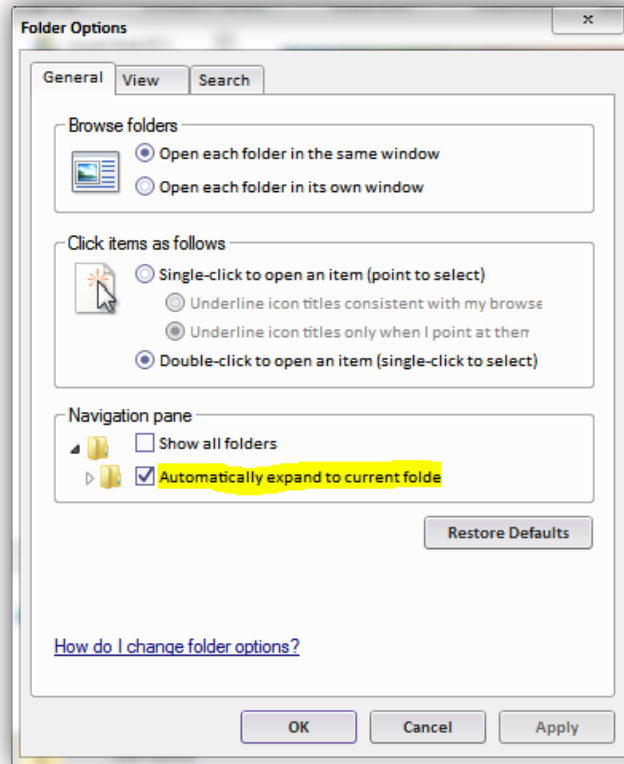 Folder Options
x
General View Search
Browse folders
Open each folder in the same window
Open each folder in its own window
Click items as follows
Single-click to open an item (point to select)
Underline icon titles consistent with my browse
Underline icon titles only when I point at then
Double-click to open an item (single-click to select)
Navigation pane
Show all folders
Automatically expand to current folde
Restore Defaults
How do I change folder options?
OK Cancel Apply